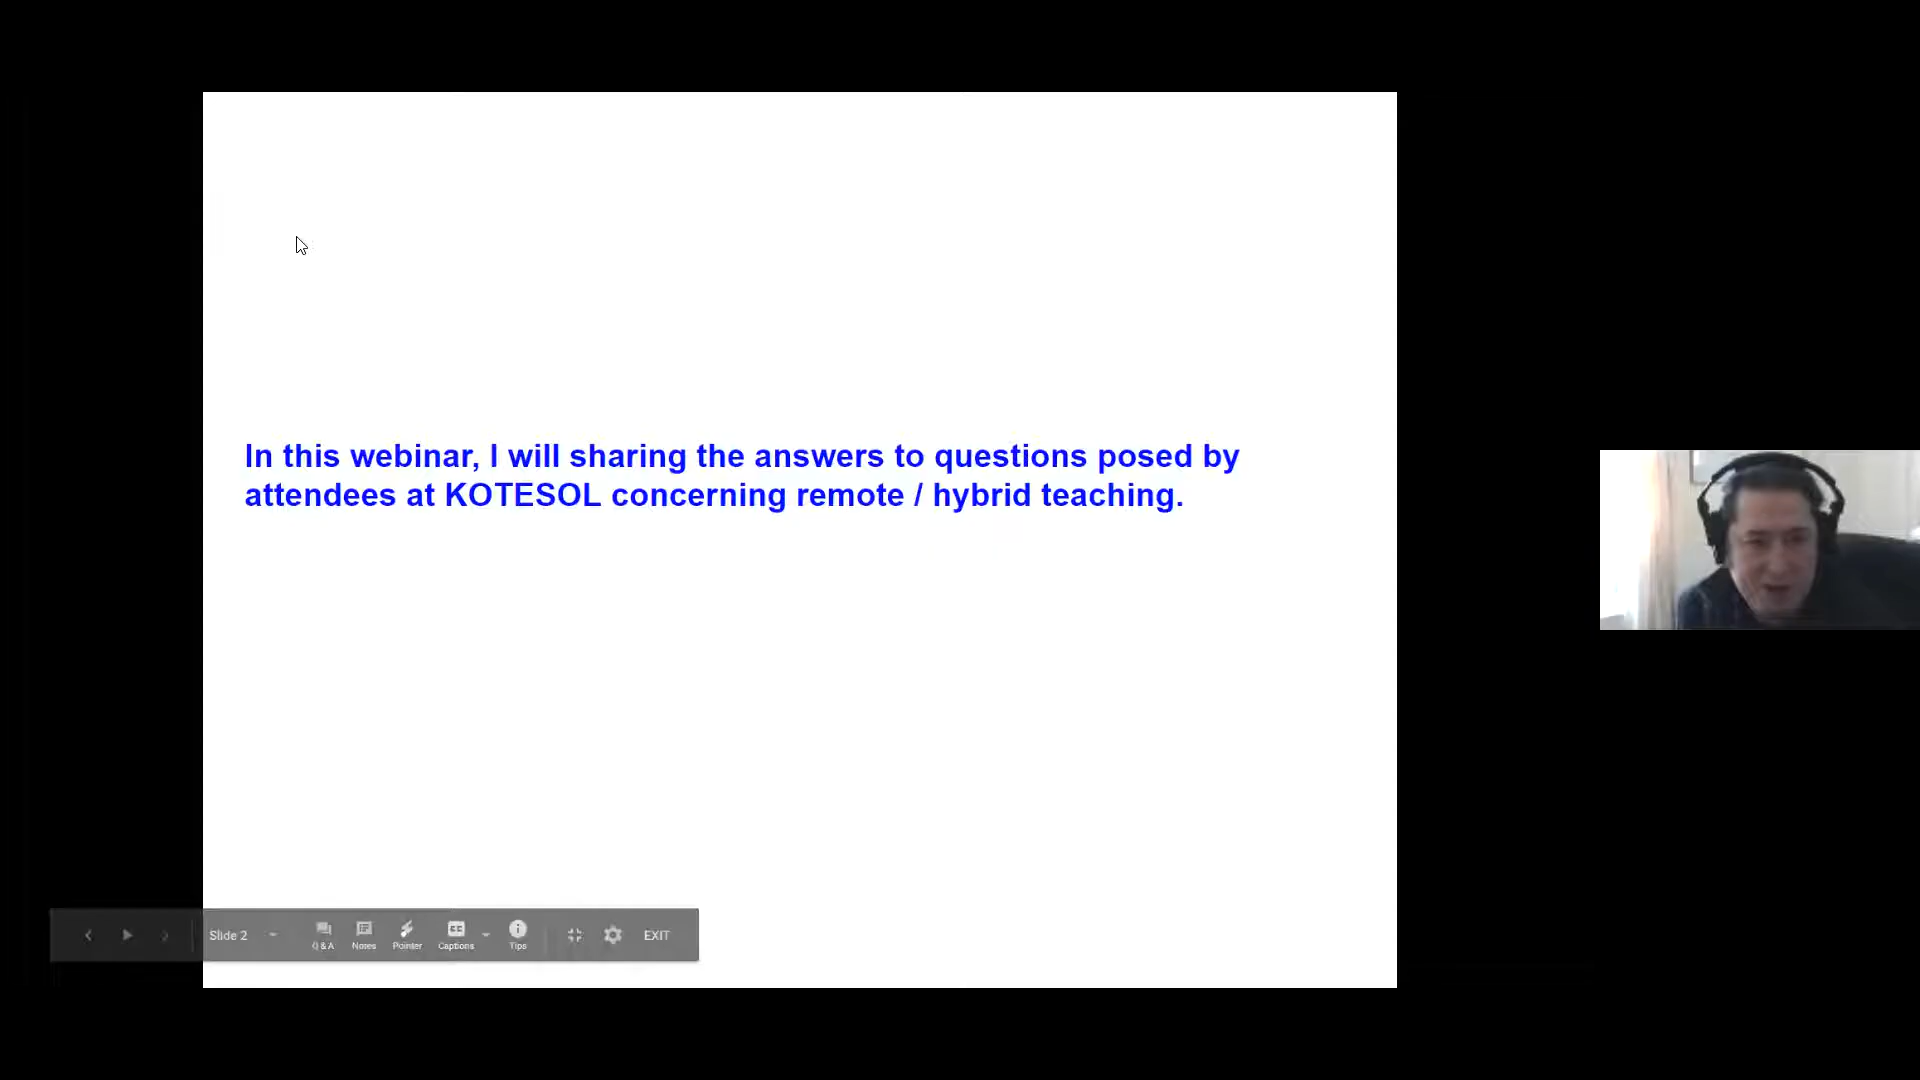 In this webinar, I will sharing the answers to questions posed by
attendees at KOTESOL concerning remote / hybrid teaching.
Slide 2
Q & A
Notes
Pointer
Captions
Tips
EXIT